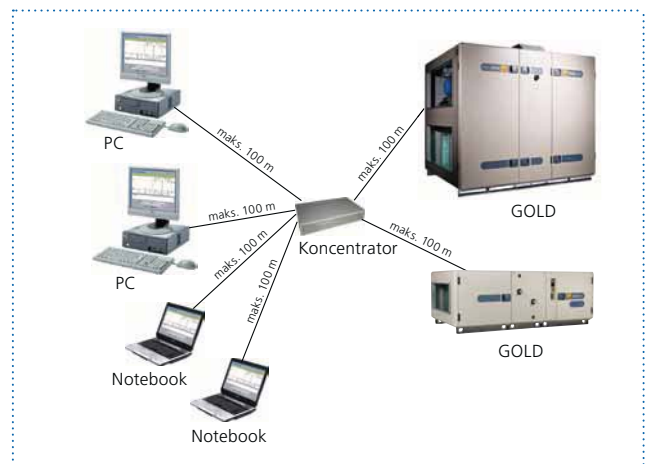 PC
maks. 100 m
maks. 100 m
GOLD
maks. 100 m
PC
maks. 100 m
Koncentrator
maks. 100 m
maks. 100 m
GOLD
Notebook
Notebook